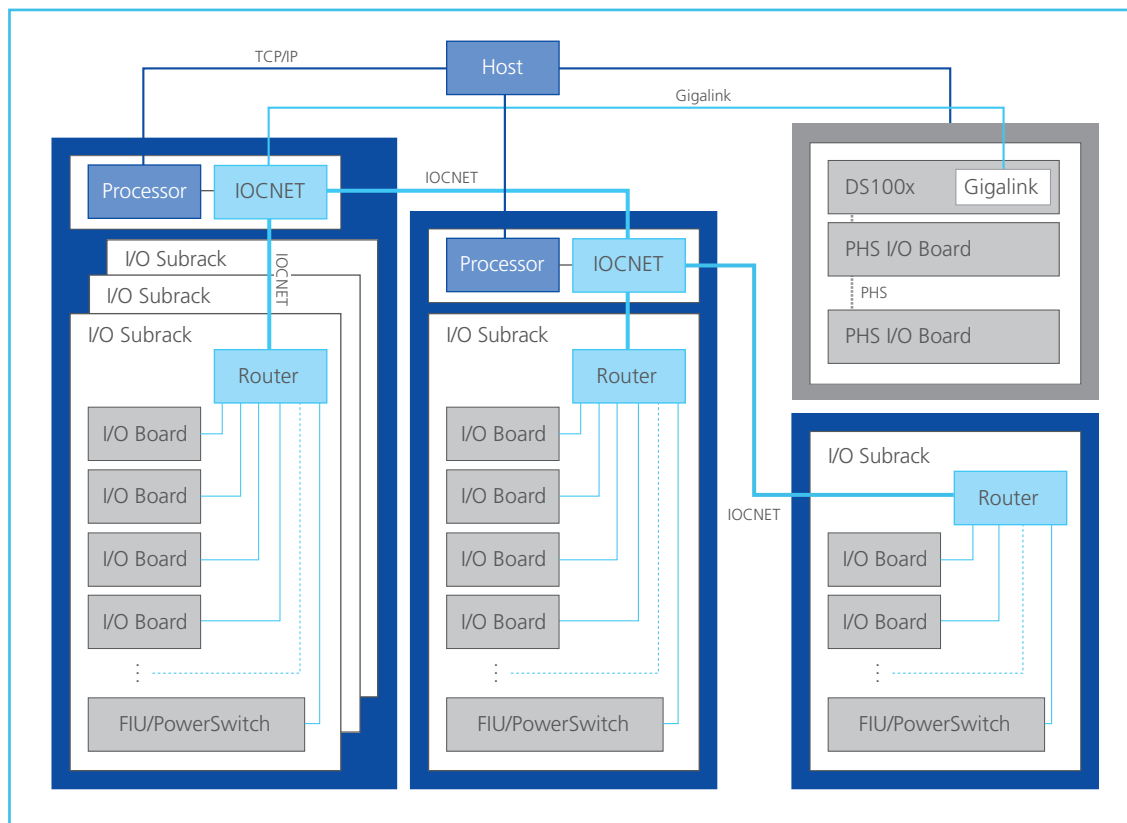 Host
TCP/IP
Gigalink
Processor
IOCNET
IOCNET
IOCNET
I/O Subrack
I/O Subrack
I/O Subrack
Router
I/O Board
I/O Board
I/O Board
I/O Board
⋮
FIU/PowerSwitch
Processor
IOCNET
I/O Subrack
Router
I/O Board
I/O Board
I/O Board
I/O Board
⋮
FIU/PowerSwitch
DS100x
Gigalink
PHS I/O Board
PHS
PHS I/O Board
IOCNET
I/O Subrack
Router
I/O Board
I/O Board
⋮
FIU/PowerSwitch